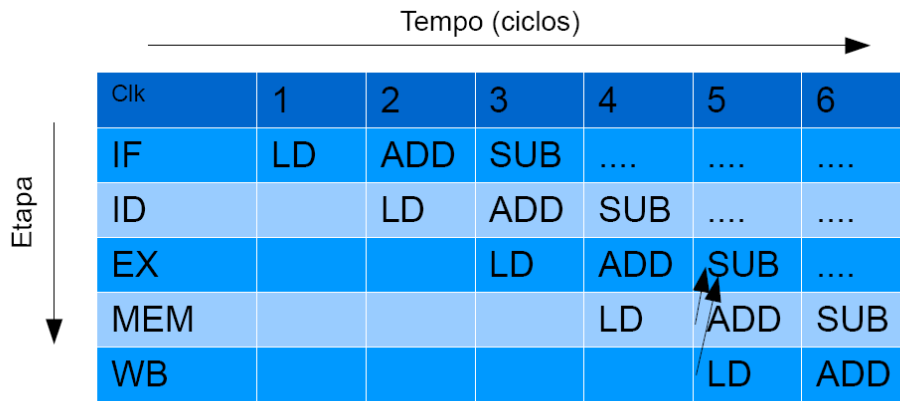 Tempo (ciclos)
Etapa
Clk 1 2 3 4 5 6
IF LD ADD SUB .... .... ....
ID LD ADD SUB .... ....
EX LD ADD SUB ....
MEM LD ADD SUB
WB LD ADD